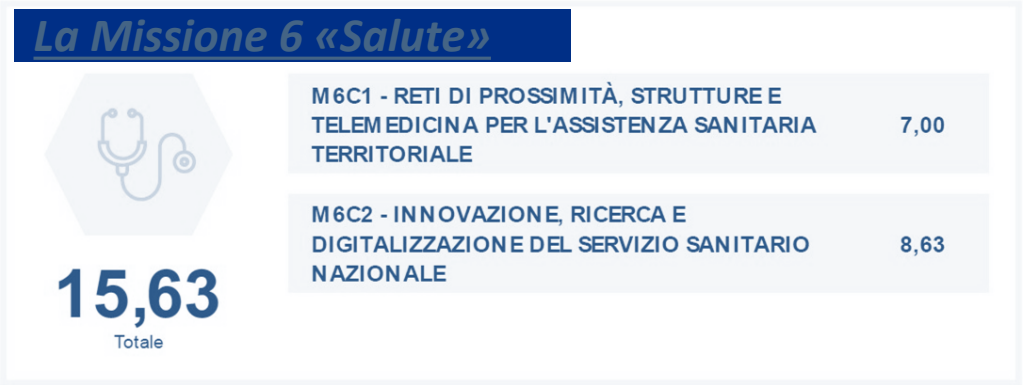 La Missione 6 «Salute»
M6C1 - RETI DI PROSSIMITÀ, STRUTTURE E
TELEMEDICINA PER L'ASSISTENZA SANITARIA
TERRITORIALE
7,00
M6C2 - INNOVAZIONE, RICERCA E
DIGITALIZZAZIONE DEL SERVIZIO SANITARIO
NAZIONALE
8,63
15,63
Totale